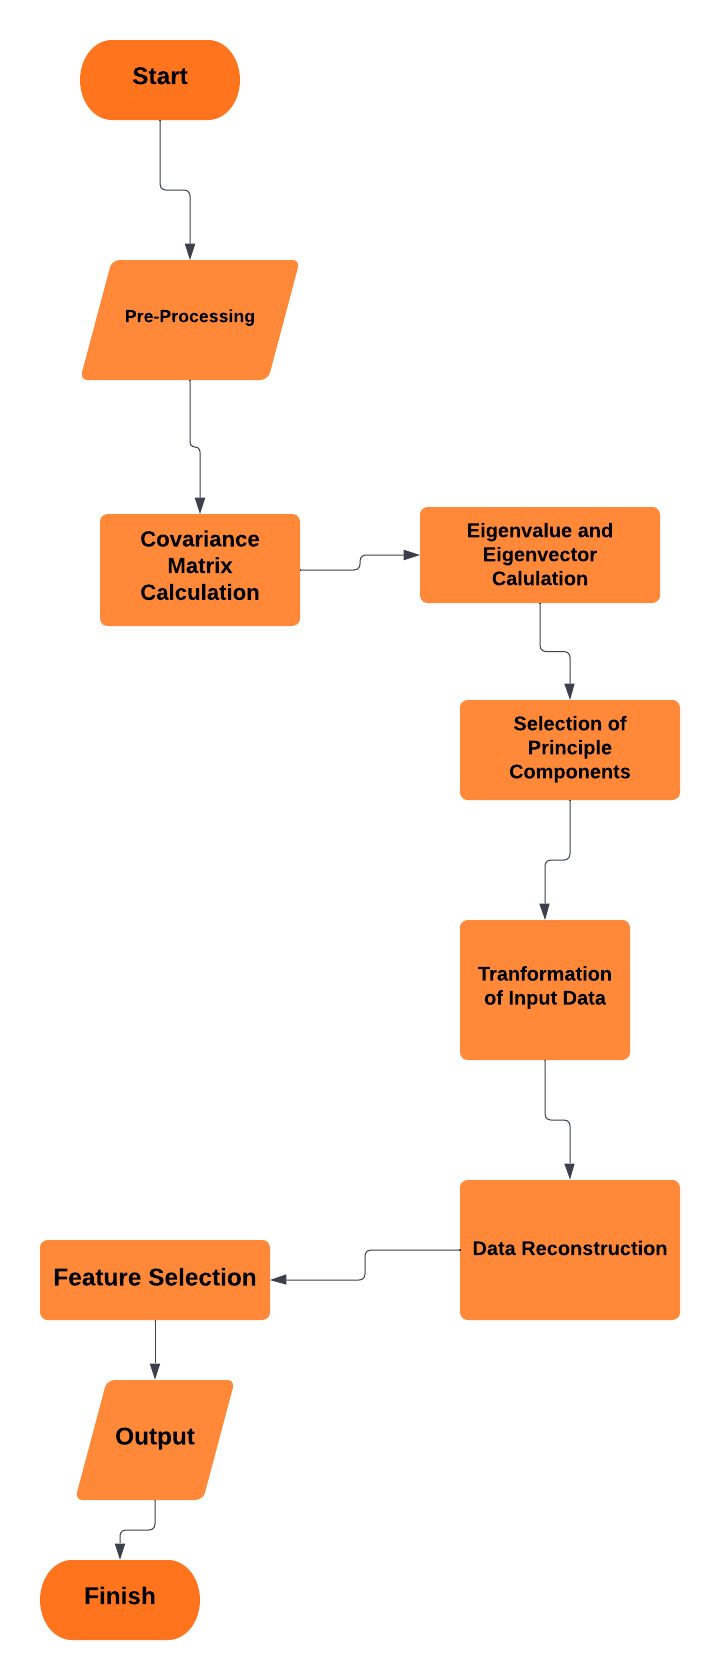 Start
Pre-Processing
Covariance
Matrix
Calculation
Eigenvalue and
Eigenvector
Calulation
Selection of
Principle
Components
Tranformation
of Input Data
Data Reconstruction
Feature Selection
Output
Finish